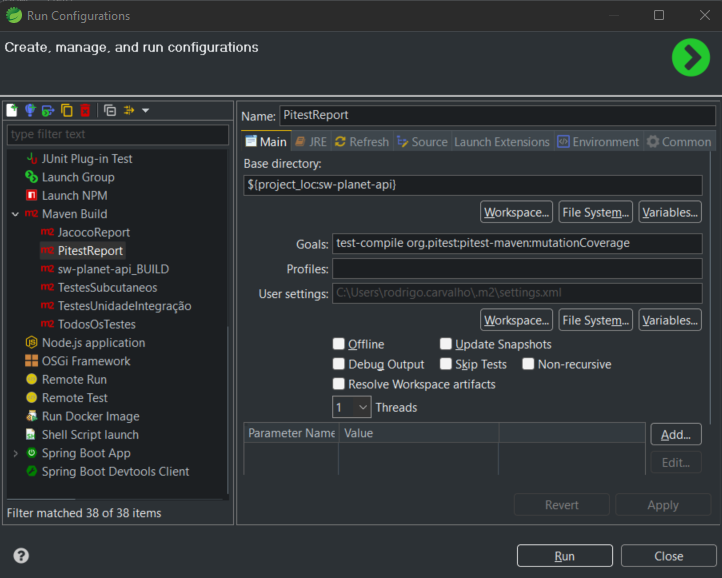 Run Configurations
Create, manage, and run configurations
type filter text
JUnit Plug-in Test
Launch Group
Launch NPM
Maven Build
m2 JacocoReport
m2 PitestReport
m2 sw-planet-api_BUILD
m2 TestesSubcutaneos
m2 TestesUnidadeIntegração
m2 TodosOsTestes
Node.js application
OSGi Framework
Remote Run
Remote Test
Run Docker Image
Shell Script launch
Spring Boot App
Spring Boot Devtools Client
Filter matched 38 of 38 items
Name: PitestReport
Main JRE Refresh Source Launch Extensions Environment Common
Base directory:
${project_loc:sw-planet-api}
Workspace... File System... Variables...
Goals: test-compile org.pitest:pitest-maven:mutationCoverage
Profiles:
User settings: C:\Users\rodrigo.carvalho\.m2\settings.xml
Workspace... File System... Variables...
Offline Update Snapshots
Debug Output Skip Tests Non-recursive
Resolve Workspace artifacts
1 Threads
Parameter Name Value
Add...
Edit...
Revert Apply
Run Close